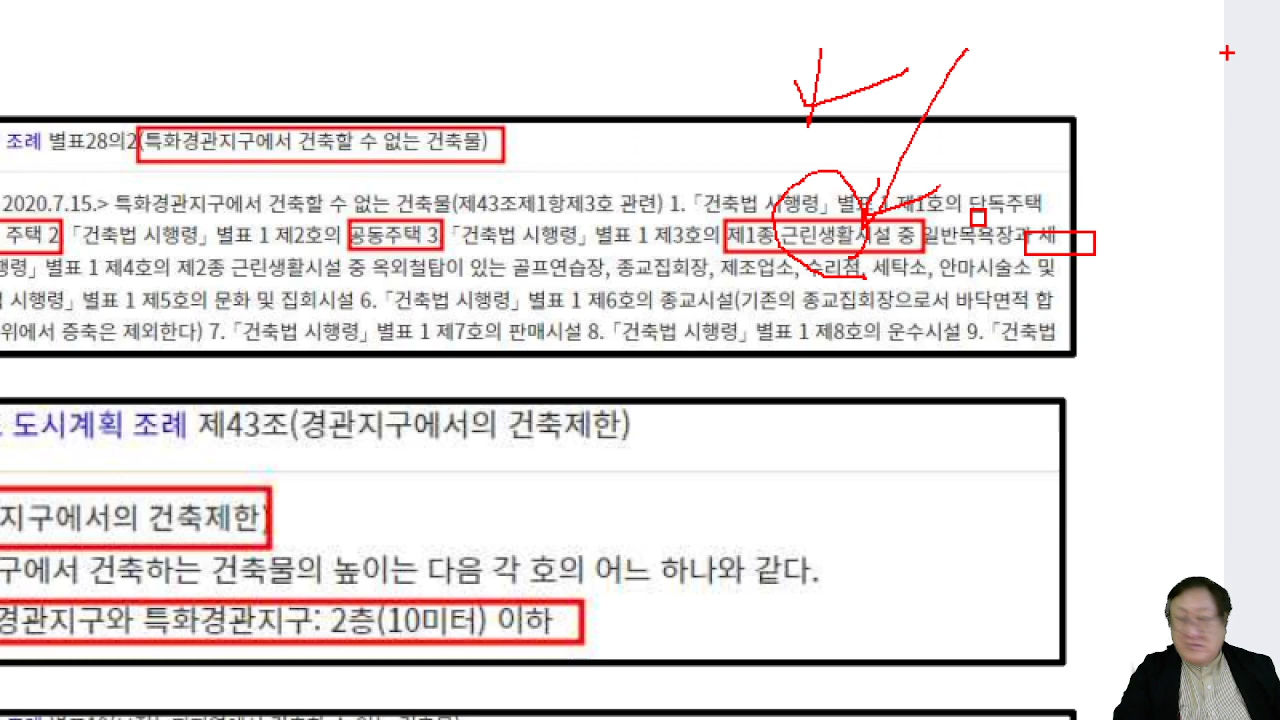 조례 별표28의2(특화경관지구에서 건축할 수 없는 건축물)
2020.7.15.> 특화경관지구에서 건축할 수 없는 건축물(제43조제1항제3호 관련) 1.「건축법 시행령」 별표 1 제1호의 단독주택
주택 2.「건축법 시행령」 별표 1 제2호의 공동주택 3.「건축법 시행령」 별표 1 제3호의 제1종 근린생활시설 중 일반목욕장과 세
령」 별표 1 제4호의 제2종 근린생활시설 중 옥외철탑이 있는 골프연습장, 종교집회장, 제조업소, 수리점, 세탁소, 안마시술소 및
시행령」 별표 1 제5호의 문화 및 집회시설 6.「건축법 시행령」 별표 1 제6호의 종교시설(기존의 종교집회장으로서 바닥면적 합
위에서 증축은 제외한다) 7.「건축법 시행령」 별표 1 제7호의 판매시설 8.「건축법 시행령」 별표 1 제8호의 운수시설 9.「건축법
도시계획 조례 제43조(경관지구에서의 건축제한)
지구에서의 건축제한)
구에서 건축하는 건축물의 높이는 다음 각 호의 어느 하나와 같다.
경관지구와 특화경관지구: 2층(10미터) 이하